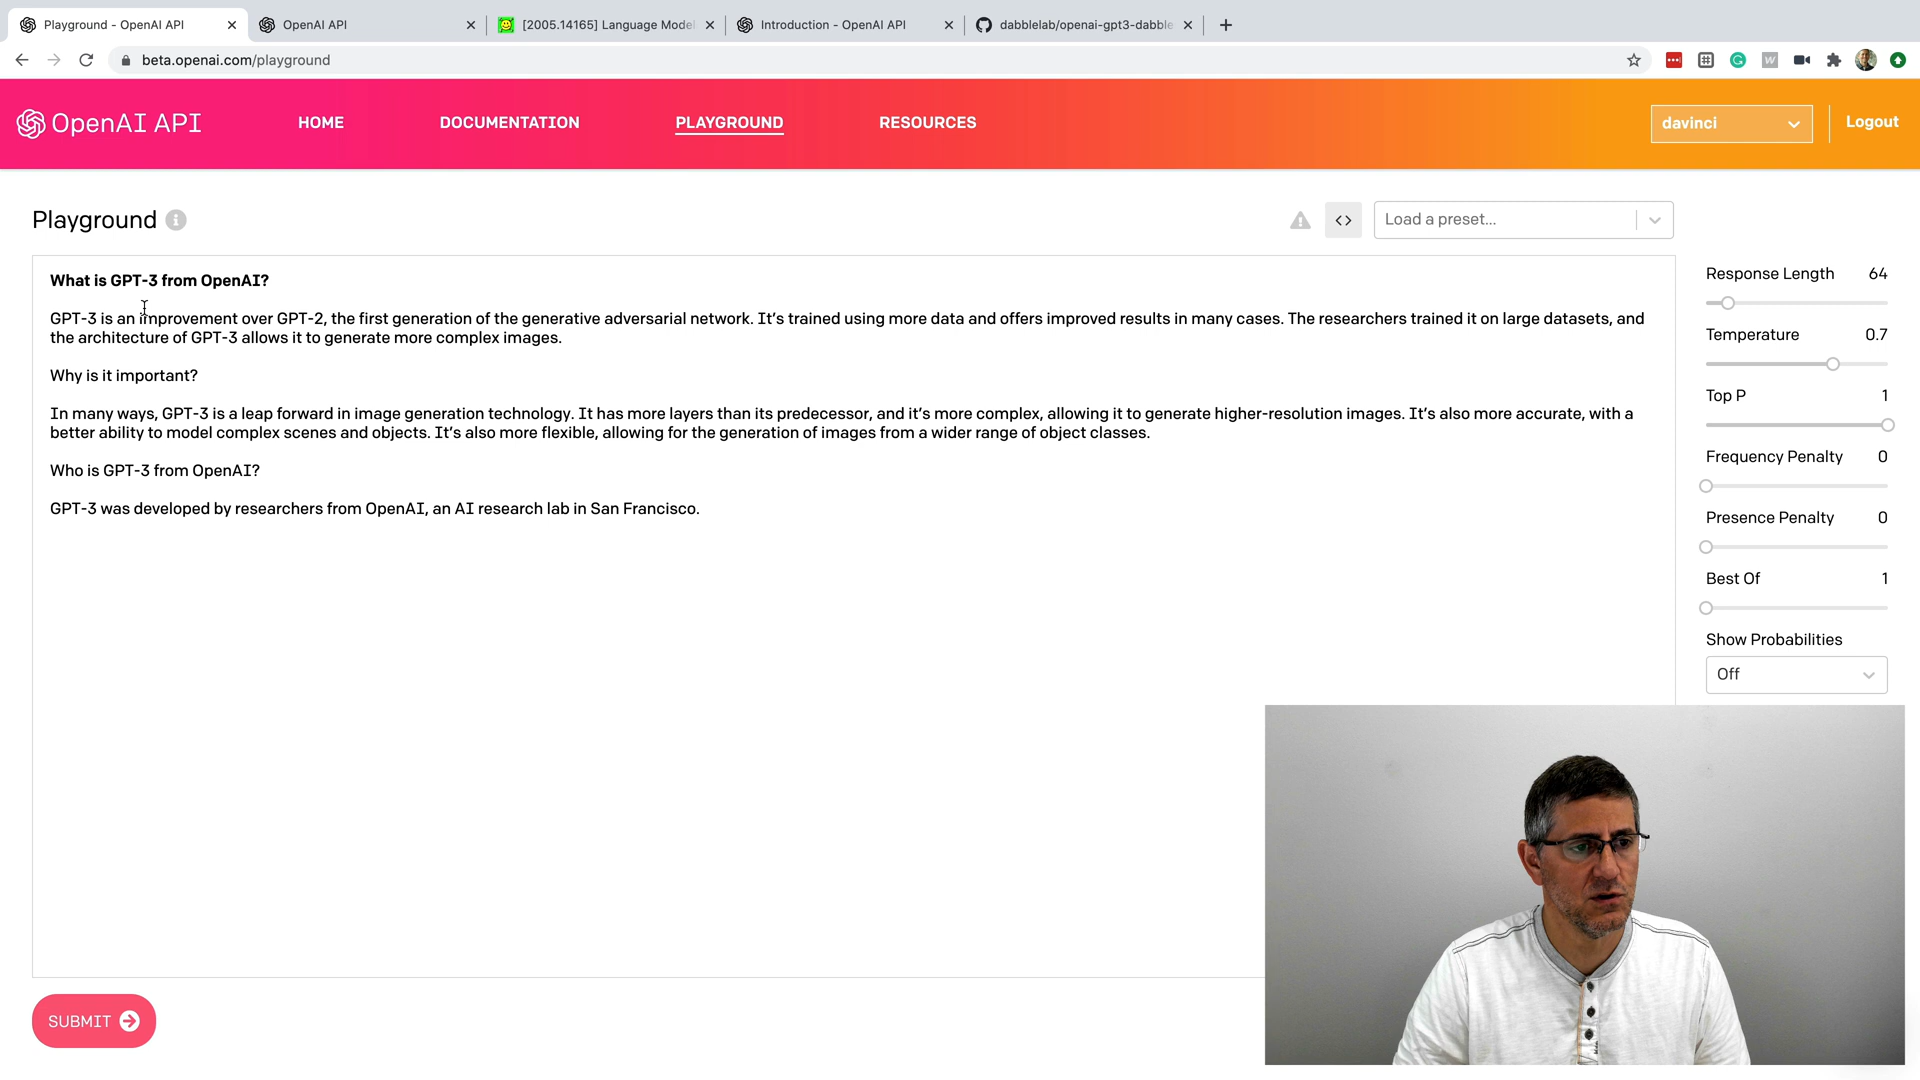 Playground - OpenAI API
OpenAI API
[2005.14165] Language Model
Introduction - OpenAI API
dabblelab/openai-gpt3-dabble
beta.openai.com/playground
OpenAI API
HOME
DOCUMENTATION
PLAYGROUND
RESOURCES
davinci
Logout
Playground
<>
Load a preset...
What is GPT-3 from OpenAI?
GPT-3 is an improvement over GPT-2, the first generation of the generative adversarial network. It's trained using more data and offers improved results in many cases. The researchers trained it on large datasets, and
the architecture of GPT-3 allows it to generate more complex images.
Why is it important?
In many ways, GPT-3 is a leap forward in image generation technology. It has more layers than its predecessor, and it's more complex, allowing it to generate higher-resolution images. It's also more accurate, with a
better ability to model complex scenes and objects. It's also more flexible, allowing for the generation of images from a wider range of object classes.
Who is GPT-3 from OpenAI?
GPT-3 was developed by researchers from OpenAI, an AI research lab in San Francisco.
Response Length 64
Temperature 0.7
Top P 1
Frequency Penalty 0
Presence Penalty 0
Best Of 1
Show Probabilities
Off
SUBMIT